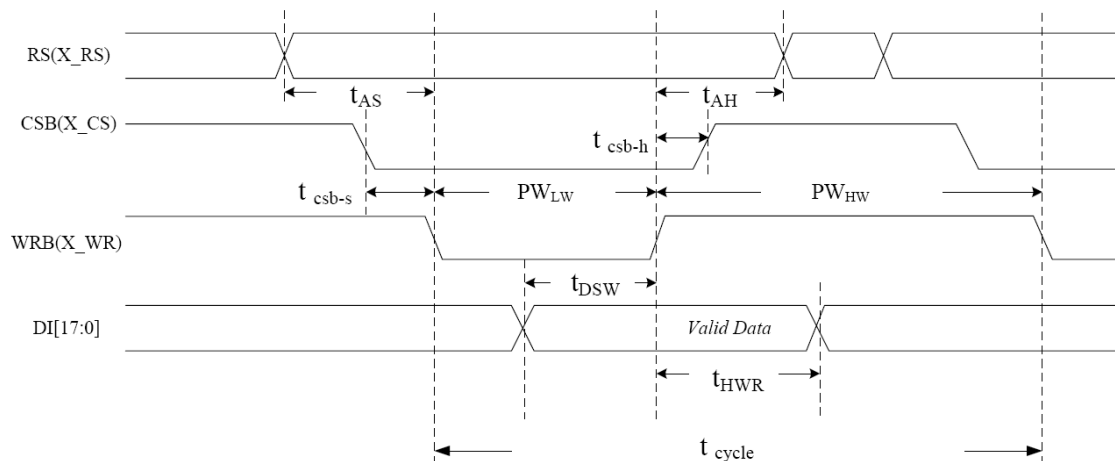 RS(X_RS)
tAS
tAH
CSB(X_CS)
t csb-h
t csb-s
PWLW
PWHW
WRB(X_WR)
tDSW
DI[17:0]
Valid Data
tHWR
t cycle